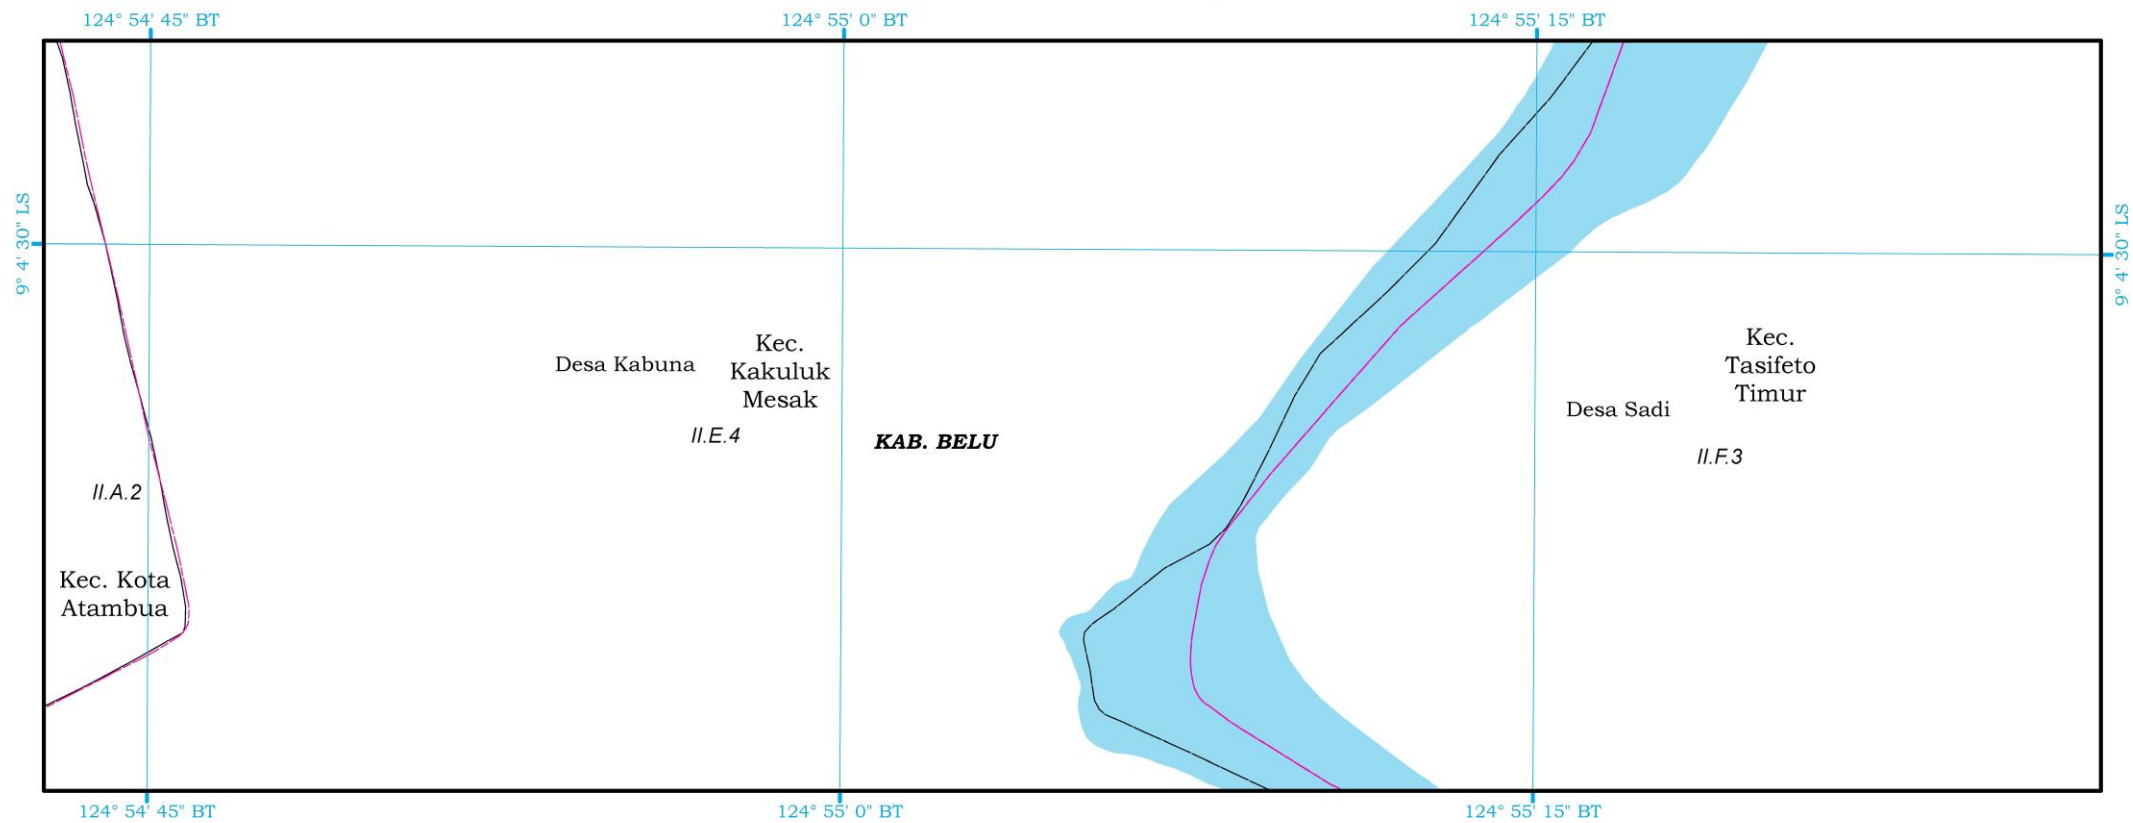 124° 54' 45" BT
124° 55' 0" BT
124° 55' 15" BT
9° 4' 30" LS
9° 4' 30" LS
Kec.
Kakuluk
Mesak
Desa Kabuna
II.E.4
KAB. BELU
Kec.
Tasifeto
Timur
Desa Sadi
II.F.3
II.A.2
Kec. Kota
Atambua
124° 54' 45" BT
124° 55' 0" BT
124° 55' 15" BT